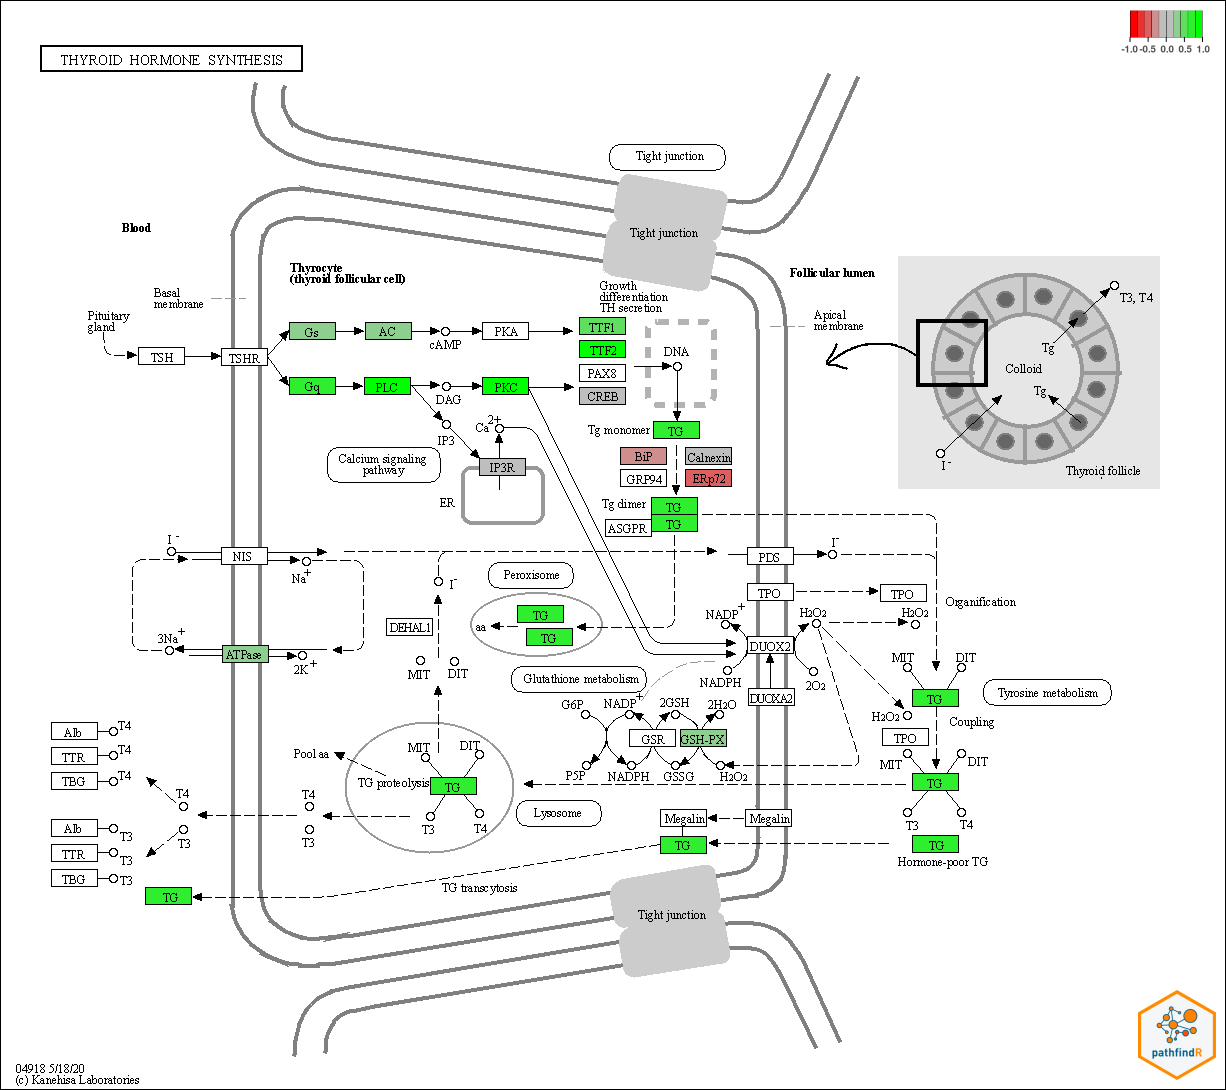 -1.0 -0.5 0.0 0.5 1.0
THYROID HORMONE SYNTHESIS
Tight junction
Tight junction
Blood
Thyrocyte
(thyroid follicular cell)
Follicular lumen
Growth
differentiation
TH secretion
Basal
membrane
Pituitary
gland
Apical
membrane
TSH
TSHR
Gs
AC
cAMP
PKA
TTF1
TTF2
PAX8
CREB
DNA
Gq
PLC
DAG
PKC
IP3
Ca2+
IP3R
ER
Calcium signaling
pathway
Tg monomer
TG
BiP
Calnexin
GRP94
ERp72
Tg dimer
TG
ASGPR
TG
T3, T4
Tg
Colloid
Tg
I -
Thyroid follicle
I -
NIS
Na+
3Na+
ATPase
2K+
I-
DEHAL1
MIT
DIT
Peroxisome
TG
aa
TG
PDS
I-
TPO
TPO
Organification
NADP+
H2O2
H2O2
DUOX2
NADPH
2O2
DUOXA2
Glutathione metabolism
G6P
NADP+
2GSH
2H2O
GSR
GSH-PX
P5P
NADPH
GSSG
H2O2
MIT
DIT
TG
Tyrosine metabolism
H2O2
Coupling
TPO
MIT
DIT
TG
T3
T4
TG
Hormone-poor TG
Alb
T4
TTR
T4
TBG
T4
Alb
T3
TTR
T3
TBG
T3
T4
T3
T4
T3
Pool aa
MIT
DIT
TG proteolysis
TG
T3
T4
Lysosome
Megalin
Megalin
TG
TG transcytosis
TG
Tight junction
04918 5/18/20
(c) Kanehisa Laboratories
pathfindR